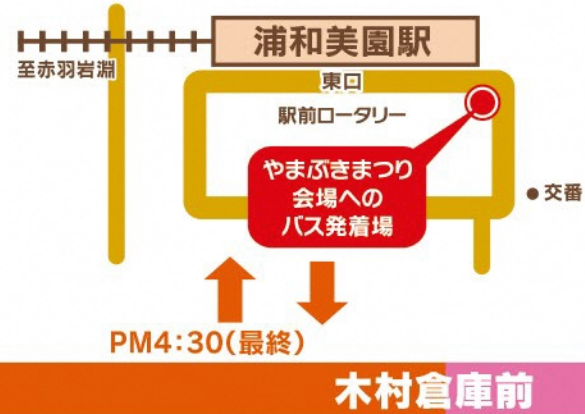 浦和美園駅
至赤羽岩淵
東口
駅前ロータリー
やまぶきまつり
会場への
バス発着場
交番
PM4:30(最終)
木村倉庫前